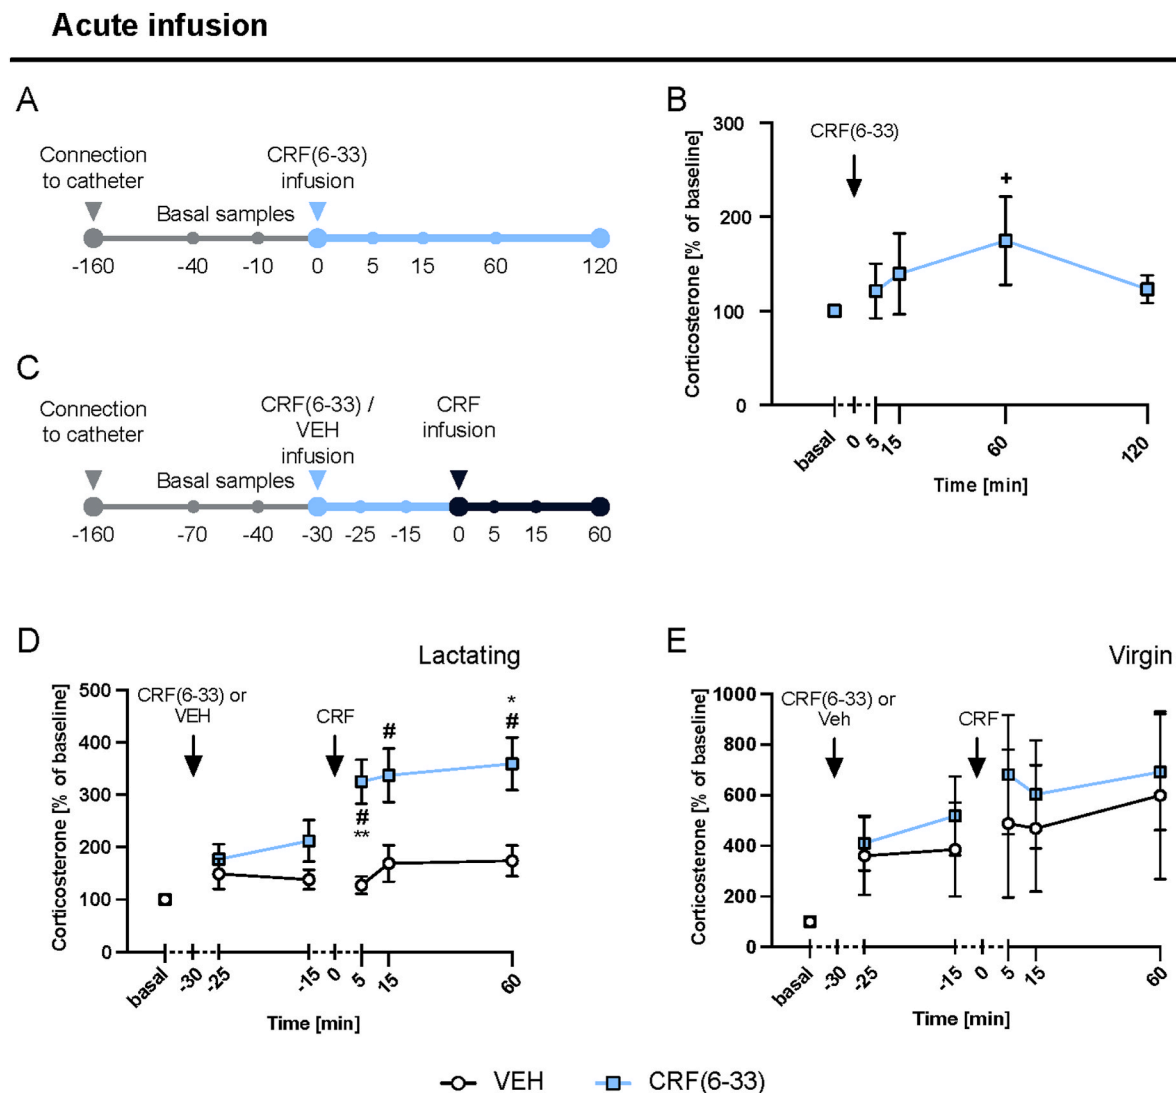 Acute infusion
A
Connection
to catheter
CRF(6-33)
infusion
Basal samples
-160
-40
-10
0
5
15
60
120
B
Corticosterone [% of baseline]
300
200
100
0
CRF(6-33)
+
basal
0
5
15
60
120
Time [min]
C
Connection
to catheter
CRF(6-33) /
VEH
infusion
CRF
infusion
Basal samples
-160
-70
-40
-30
-25
-15
0
5
15
60
D
Lactating
Corticosterone [% of baseline]
500
400
300
200
100
0
CRF(6-33) or
VEH
CRF
#
**
#
*
#
basal
-30
-25
-15
0
5
15
60
Time [min]
E
Virgin
Corticosterone [% of baseline]
1000
800
600
400
200
0
CRF(6-33) or
Veh
CRF
basal
-30
-25
-15
0
5
15
60
Time [min]
VEH
CRF(6-33)